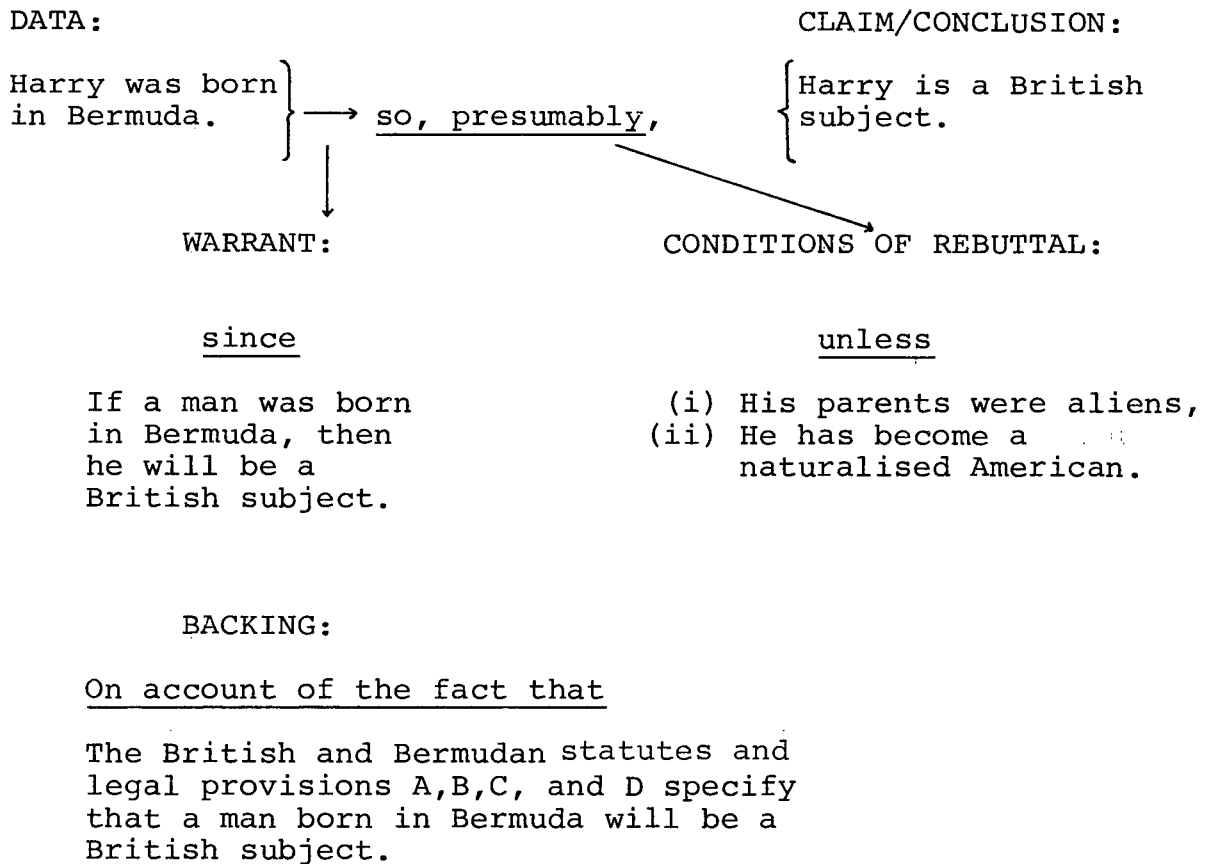 DATA:
CLAIM/CONCLUSION:
Harry was born
in Bermuda.
so, presumably,
Harry is a British
subject.
WARRANT:
CONDITIONS OF REBUTTAL:
since
unless
If a man was born
in Bermuda, then
he will be a
British subject.
(i) His parents were aliens,
(ii) He has become a
naturalised American.
BACKING:
On account of the fact that
The British and Bermudan statutes and
legal provisions A,B,C, and D specify
that a man born in Bermuda will be a
British subject.